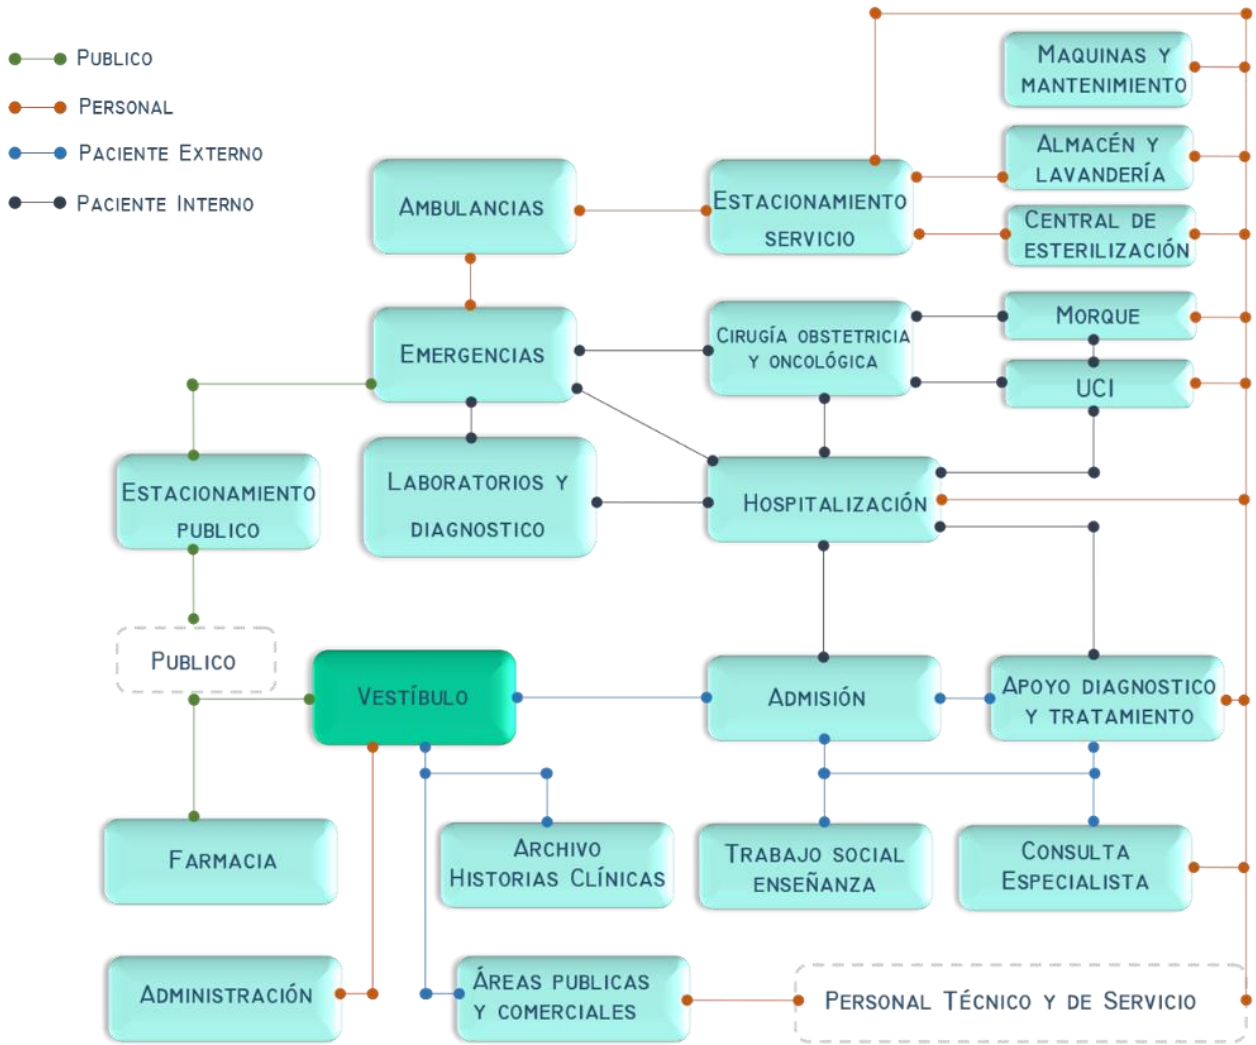 PUBLICO
PERSONAL
PACIENTE EXTERNO
PACIENTE INTERNO
MAQUINAS Y
MANTENIMIENTO
ALMACÉN Y
LAVANDERÍA
AMBULANCIAS
ESTACIONAMIENTO
SERVICIO
CENTRAL DE
ESTERILIZACIÓN
EMERGENCIAS
CIRUGÍA OBSTETRICIA
Y ONCOLÓGICA
MORQUE
UCI
ESTACIONAMIENTO
PUBLICO
LABORATORIOS Y
DIAGNOSTICO
HOSPITALIZACIÓN
PUBLICO
VESTÍBULO
ADMISIÓN
APOYO DIAGNOSTICO
Y TRATAMIENTO
FARMACIA
ARCHIVO
HISTORIAS CLÍNICAS
TRABAJO SOCIAL
ENSEÑANZA
CONSULTA
ESPECIALISTA
ADMINISTRACIÓN
ÁREAS PUBLICAS
Y COMERCIALES
PERSONAL TÉCNICO Y DE SERVICIO